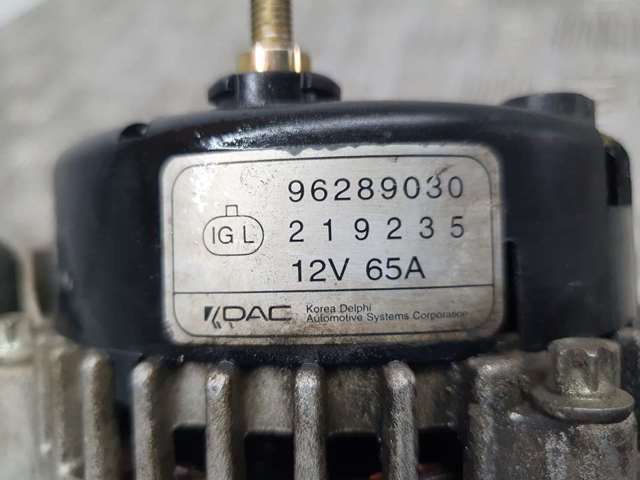 96289030
IG L
219235
12V 65A
KDAC Korea Delphi
Automotive Systems Corporation